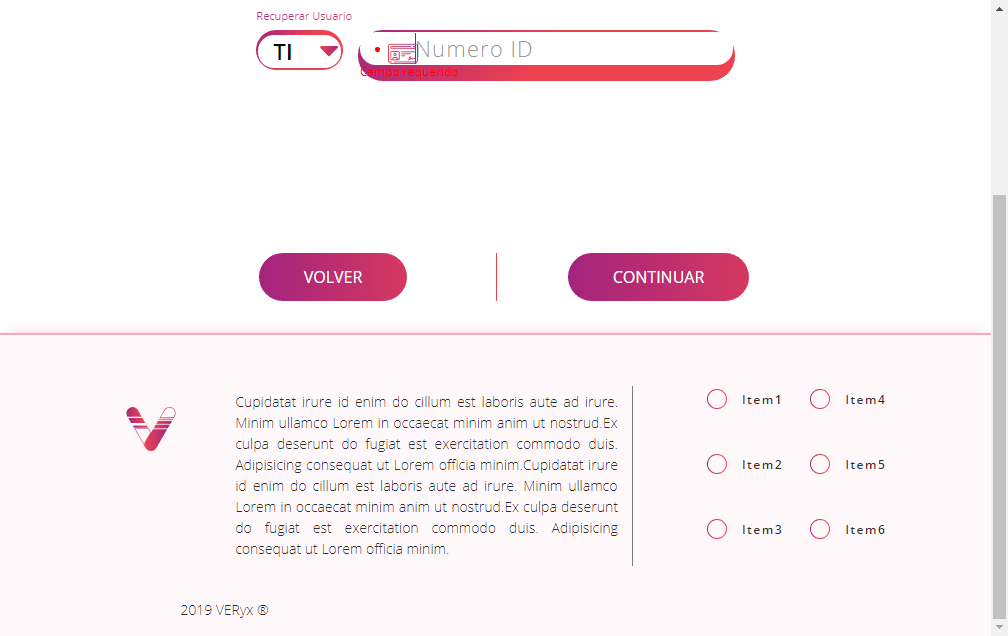 Recuperar Usuario
TI
Numero ID
Campo requerido
VOLVER
CONTINUAR
Cupidatat irure id enim do cillum est laboris aute ad irure.
Minim ullamco Lorem in occaecat minim anim ut nostrud.Ex
culpa deserunt do fugiat est exercitation commodo duis.
Adipisicing consequat ut Lorem officia minim.Cupidatat irure
id enim do cillum est laboris aute ad irure. Minim ullamco
Lorem in occaecat minim anim ut nostrud.Ex culpa deserunt
do fugiat est exercitation commodo duis. Adipisicing
consequat ut Lorem officia minim.
Item1
Item4
Item2
Item5
Item3
Item6
2019 VERyx ®